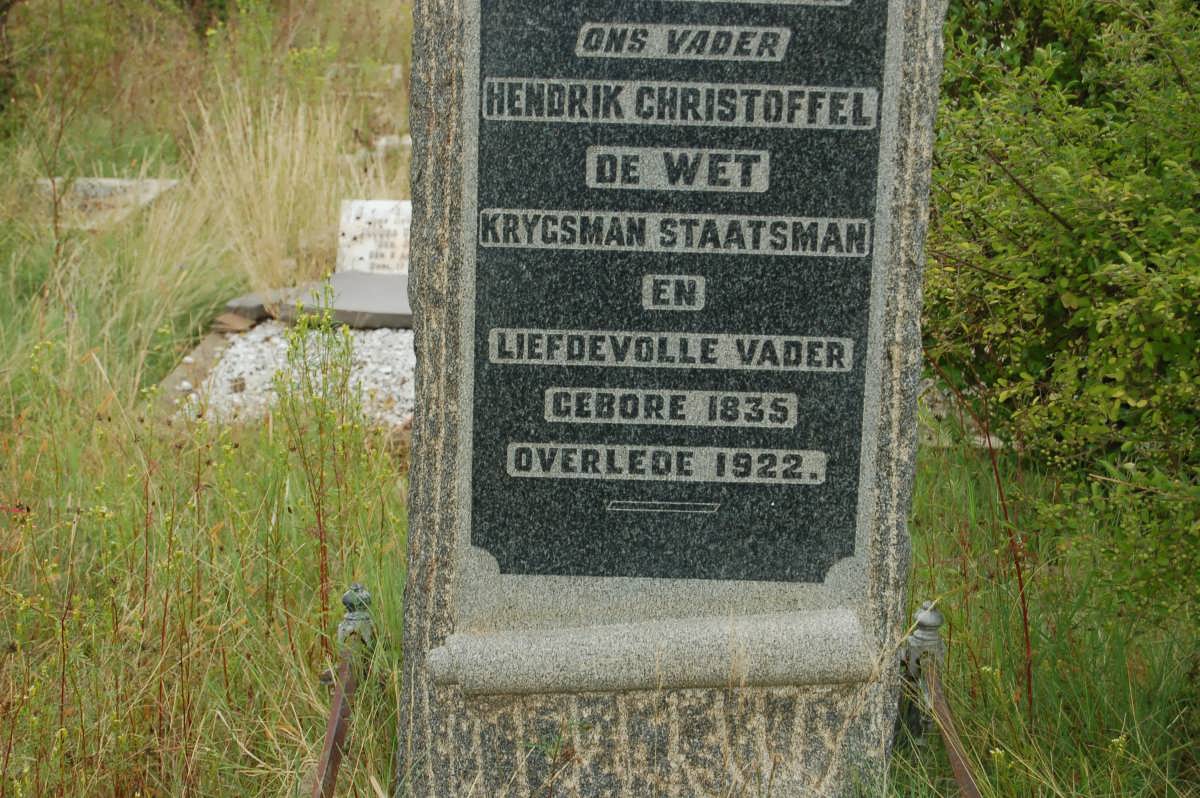 ONS VADER
HENDRIK CHRISTOFFEL
DE WET
KRYGSMAN STAATSMAN
EN
LIEFDEVOLLE VADER
GEBORE 1835
OVERLEDE 1922.